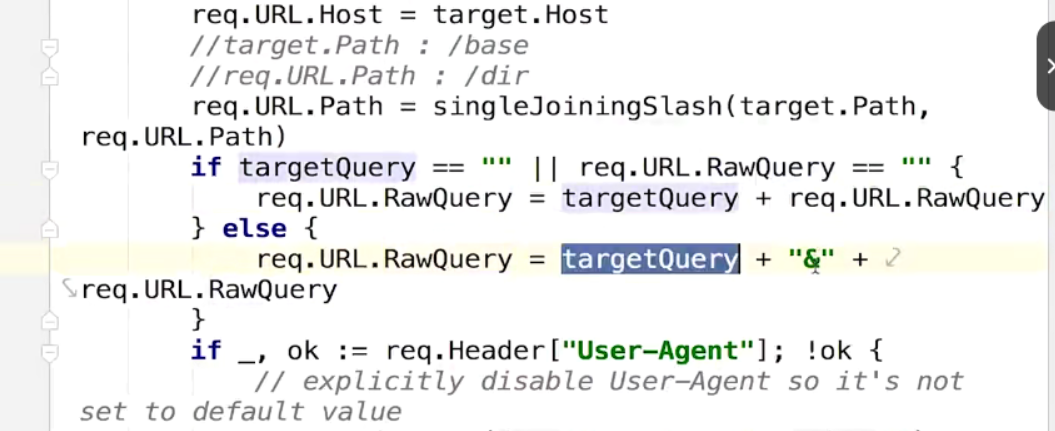 req.URL.Host = target.Host
//target.Path : /base
//req.URL.Path : /dir
req.URL.Path = singleJoiningSlash(target.Path,
req.URL.Path)
if targetQuery == "" || req.URL.RawQuery == "" {
req.URL.RawQuery = targetQuery + req.URL.RawQuery
} else {
req.URL.RawQuery = targetQuery + "&" +
req.URL.RawQuery
}
if _, ok := req.Header["User-Agent"]; !ok {
// explicitly disable User-Agent so it's not
set to default value